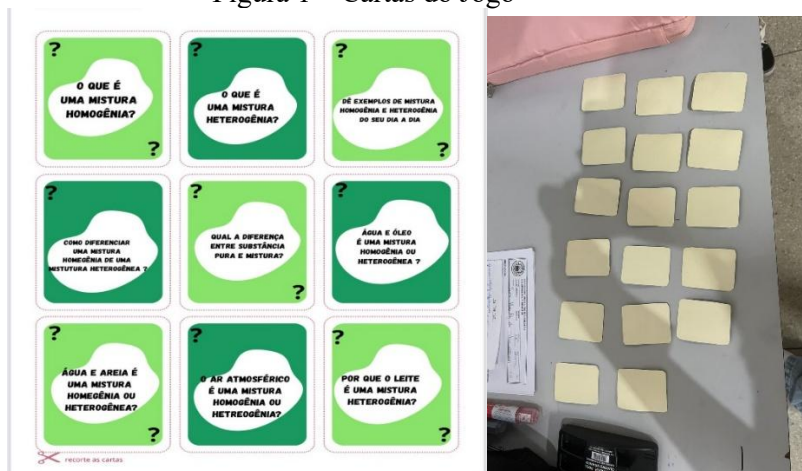 Figura 1 – Cartas do Jogo
?
O QUE É
UMA MISTURA
HOMOGÊNIA?
?
?
O QUE É
UMA MISTURA
HETEROGÊNIA?
?
DÊ EXEMPLOS DE MISTURA
HOMOGÊNIA E HETEROGÊNIA
DO SEU DIA A DIA
?
?
COMO DIFERENCIAR
UMA MISTURA
HOMEGÊNIA DE UMA
MISTUTURA HETEROGÊNEA ?
?
QUAL A DIFERENÇA
ENTRE SUBSTÂNCIA
PURA E MISTURA?
?
?
ÁGUA E ÓLEO
É UMA MISTURA
HOMOGÊNIA OU
HETEROGÊNEA ?
?
ÁGUA E AREIA É
UMA MISTURA
HOMEGÊNIA OU
HETEROGÊNEA?
?
?
O AR ATMOSFÉRICO
É UMA MISTURA
HOMOGÊNIA OU
HETREOGÊNIA?
?
POR QUE O LEITE
É UMA MISTURA
HETEROGÊNIA?
?
recorte as cartas